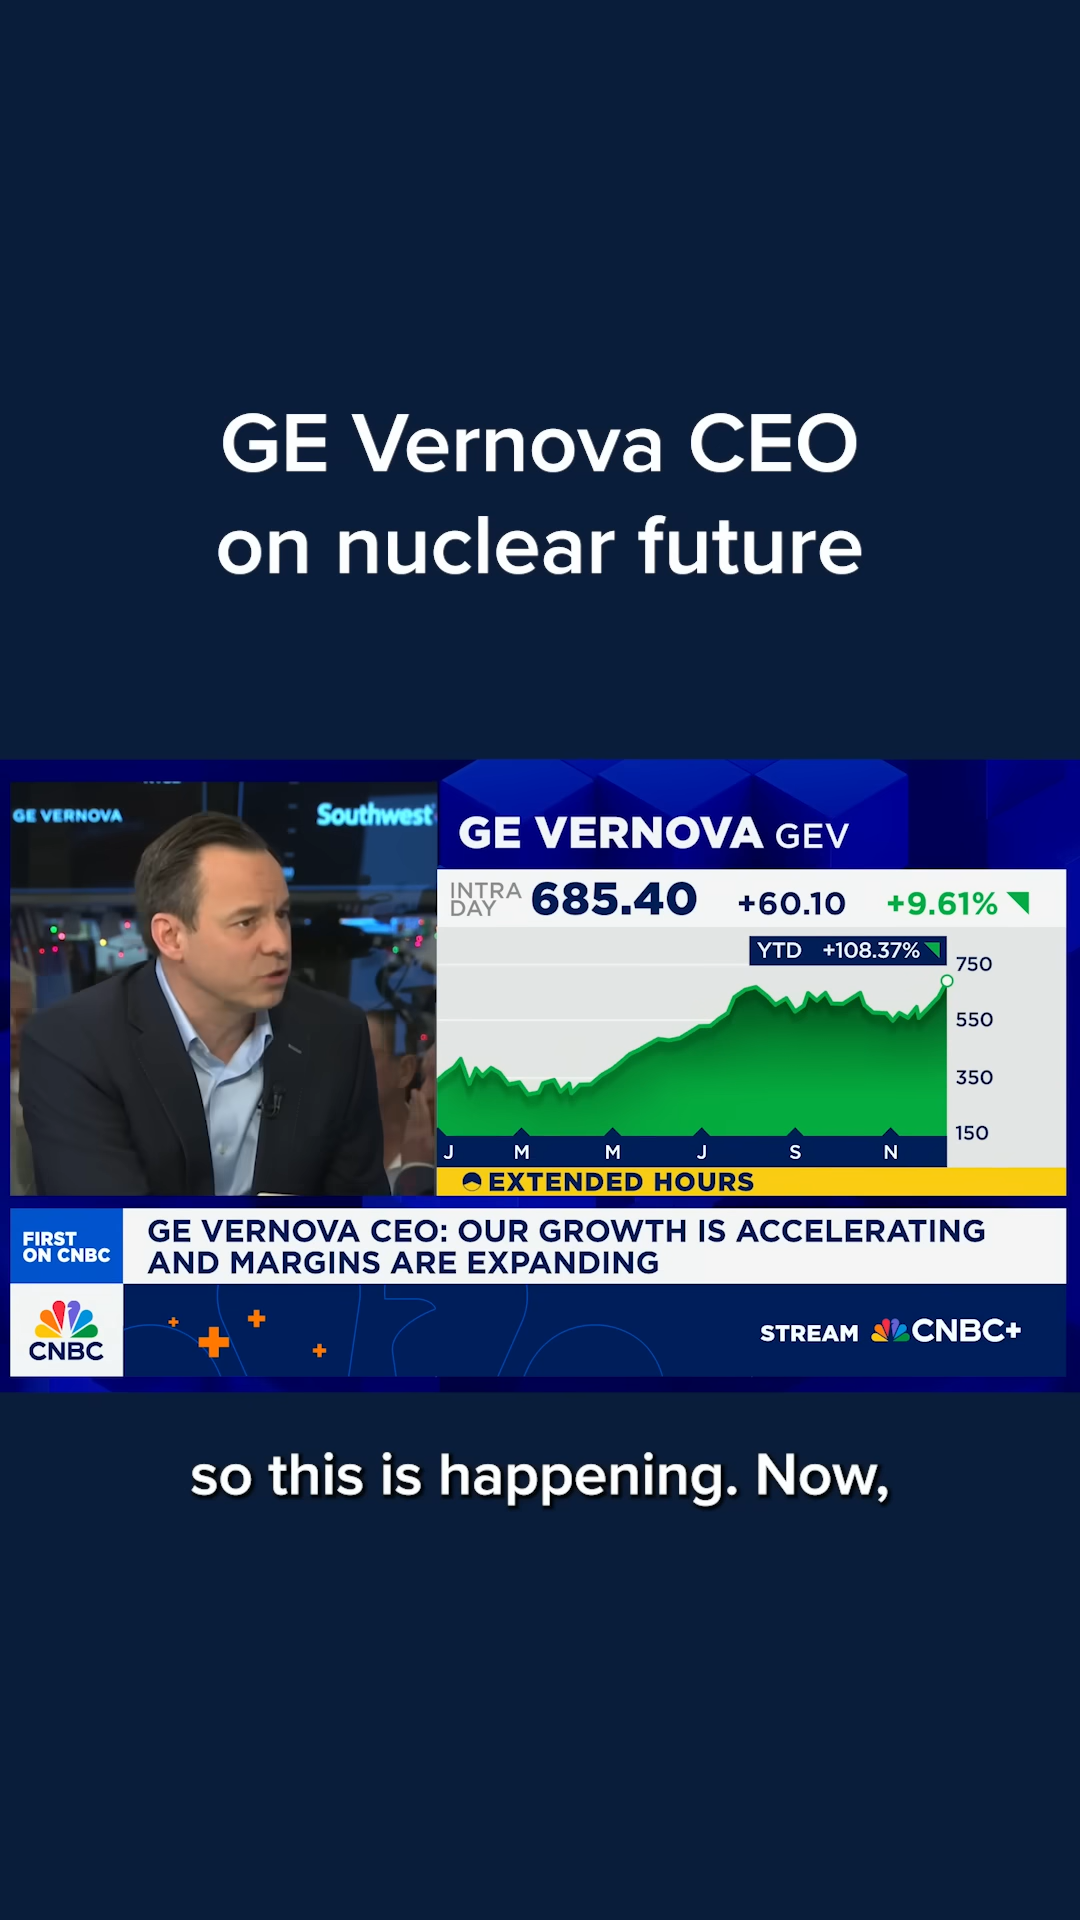 GE Vernova CEO
on nuclear future
GE VERNOVA
Southwest
GE VERNOVA GEV
INTRA
DAY
685.40 +60.10 +9.61%
YTD +108.37%
750
550
350
150
J M M J S N
EXTENDED HOURS
FIRST
ON CNBC
GE VERNOVA CEO: OUR GROWTH IS ACCELERATING
AND MARGINS ARE EXPANDING
CNBC
STREAM CNBC+
so this is happening. Now,